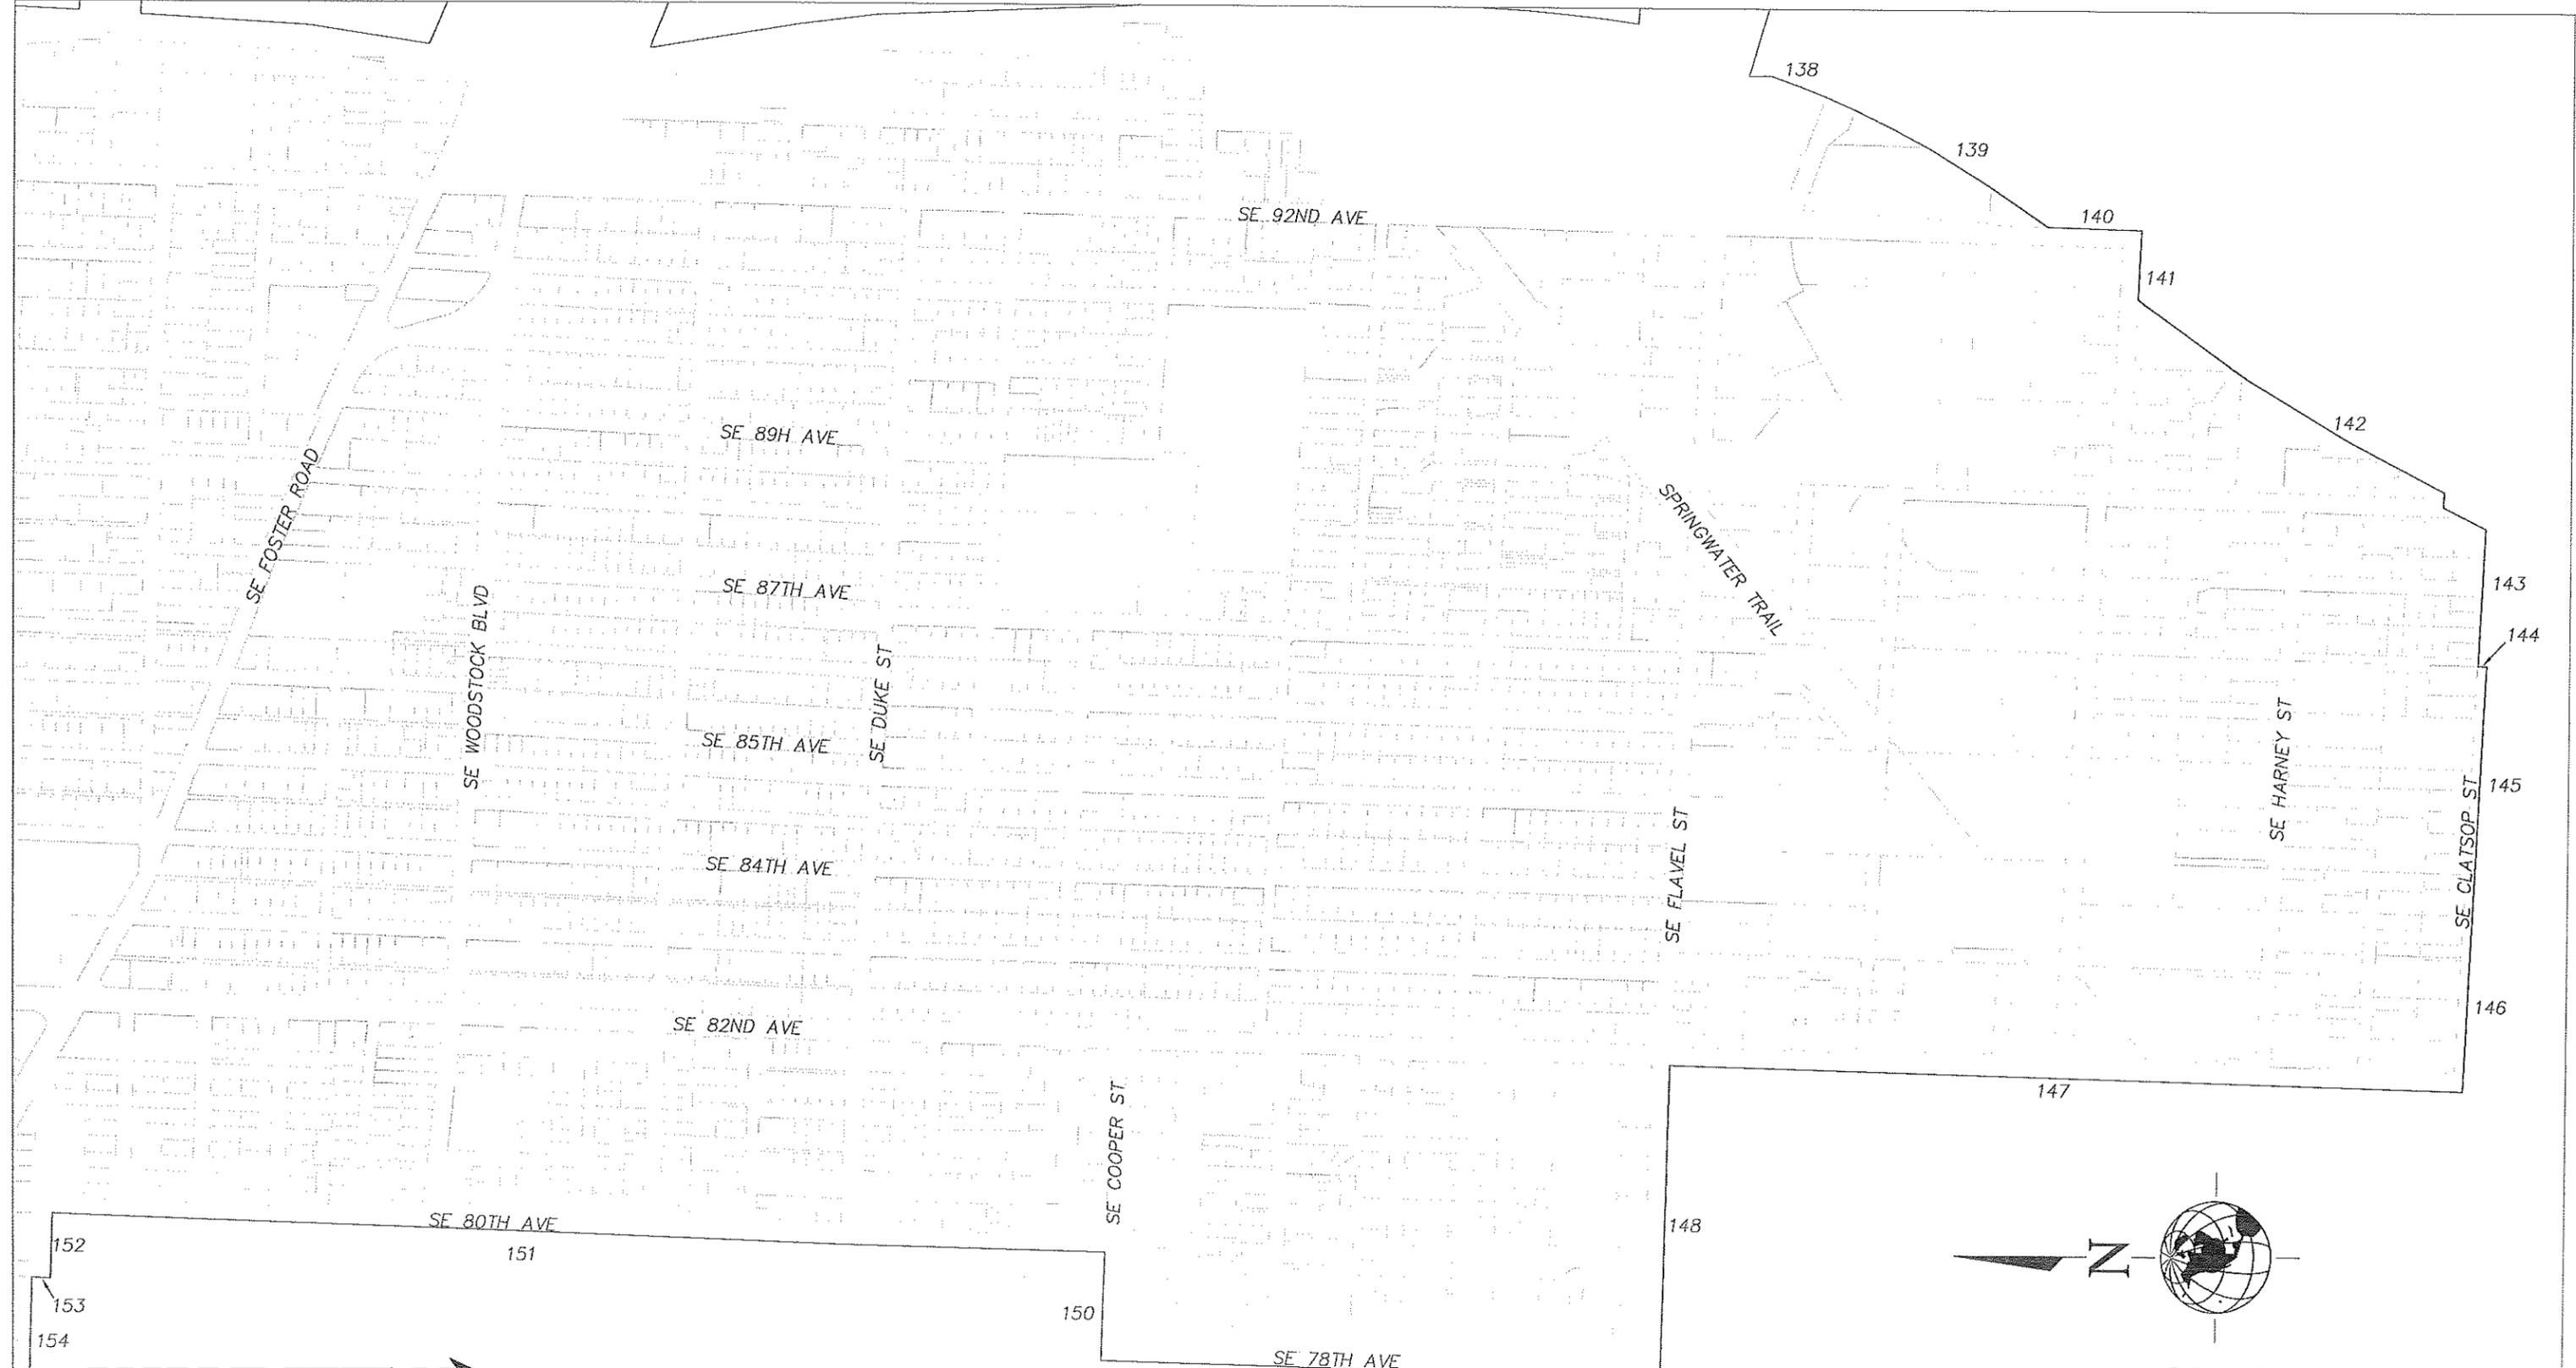 138
139
SE 92ND AVE
140
141
142
SE 89H AVE
SE FOSTER ROAD
SPRINGWATER TRAIL
143
SE 87TH AVE
SE WOODSTOCK BLVD
144
SE DUKE ST
SE 85TH AVE
SE HARNEY ST
145
SE CLATSOP ST
SE FLAVEL ST
SE 84TH AVE
146
SE 82ND AVE
147
SE COOPER ST
SE 80TH AVE
148
152
151
N
153
150
154
SE 78TH AVE